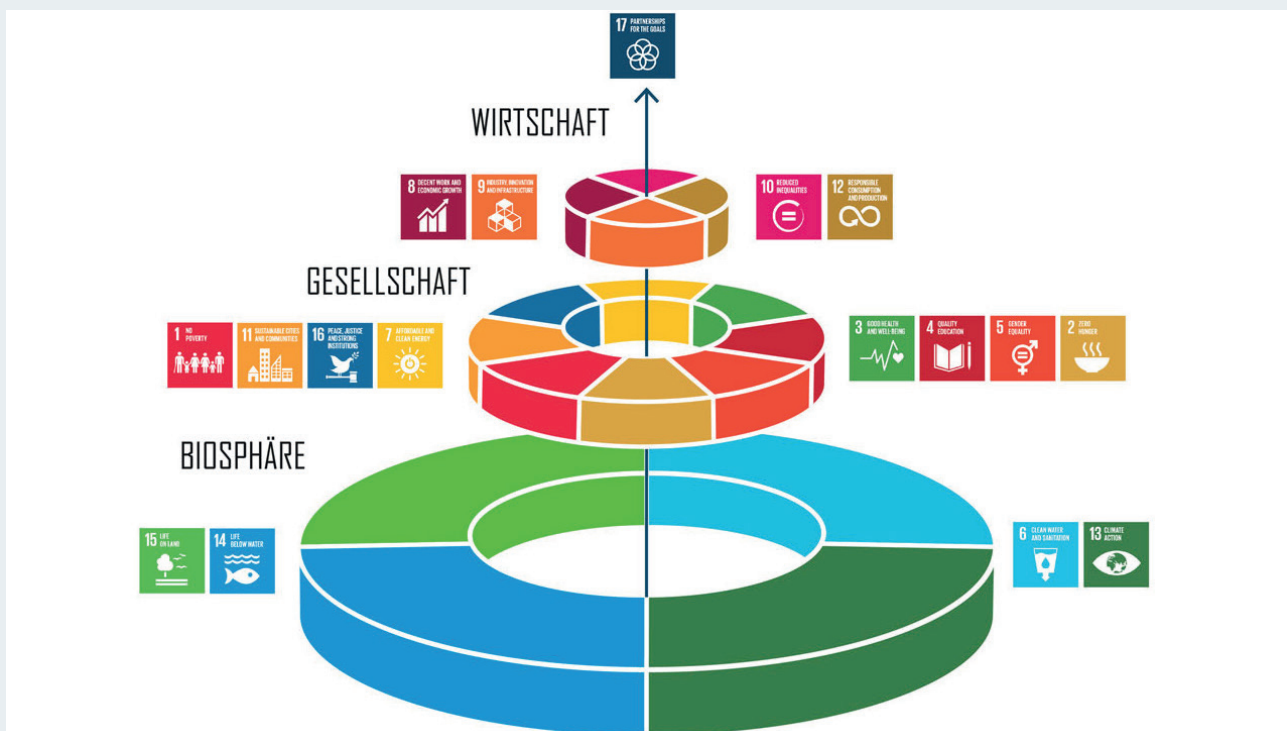 17 PARTNERSHIPS
FOR THE GOALS
WIRTSCHAFT
8 DECENT WORK AND
ECONOMIC GROWTH
9 INDUSTRY, INNOVATION
AND INFRASTRUCTURE
10 REDUCED
INEQUALITIES
12 RESPONSIBLE
CONSUMPTION
AND PRODUCTION
GESELLSCHAFT
1 NO
POVERTY
11 SUSTAINABLE CITIES
AND COMMUNITIES
16 PEACE, JUSTICE
AND STRONG
INSTITUTIONS
7 AFFORDABLE AND
CLEAN ENERGY
3 GOOD HEALTH
AND WELL-BEING
4 QUALITY
EDUCATION
5 GENDER
EQUALITY
2 ZERO
HUNGER
BIOSPHÄRE
15 LIFE
ON LAND
14 LIFE
BELOW WATER
6 CLEAN WATER
AND SANITATION
13 CLIMATE
ACTION